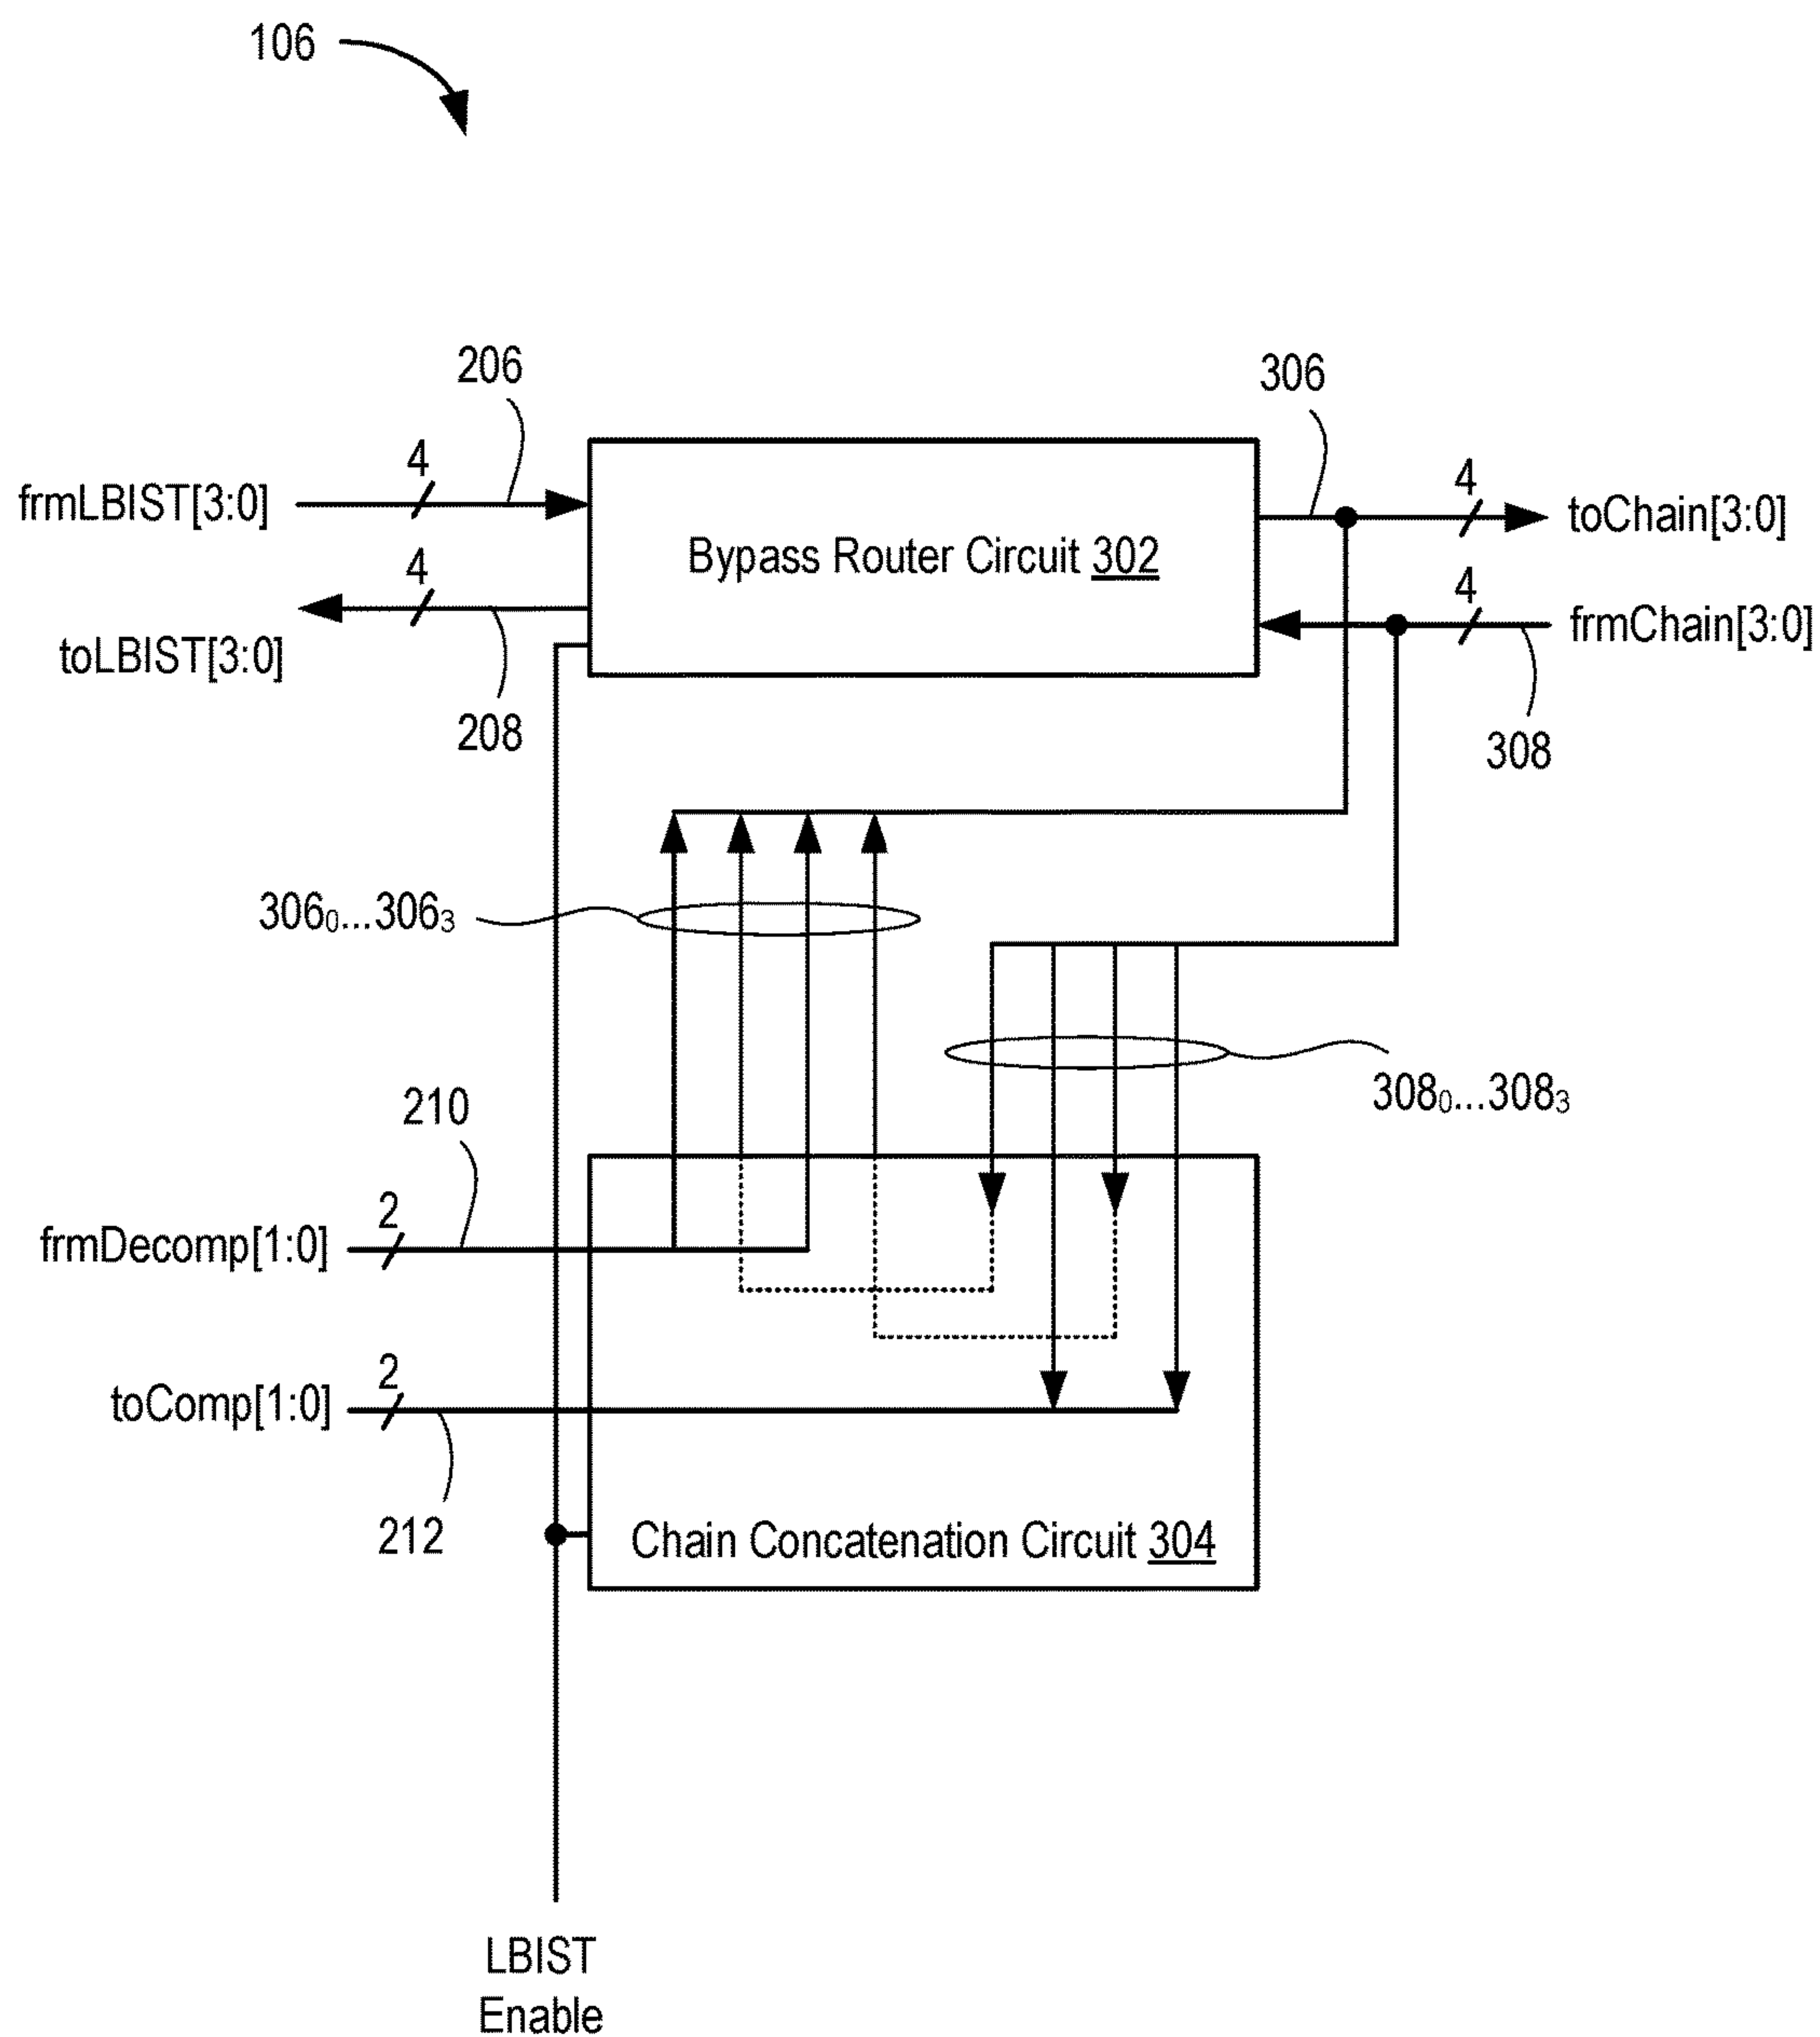 106
206
306
4
4
frmLBIST[3:0]
toChain[3:0]
Bypass Router Circuit 302
4
4
frmChain[3:0]
toLBIST[3:0]
208
308
306₀...306₃
308₀...308₃
210
2
frmDecomp[1:0]
2
toComp[1:0]
212
Chain Concatenation Circuit 304
LBIST
Enable